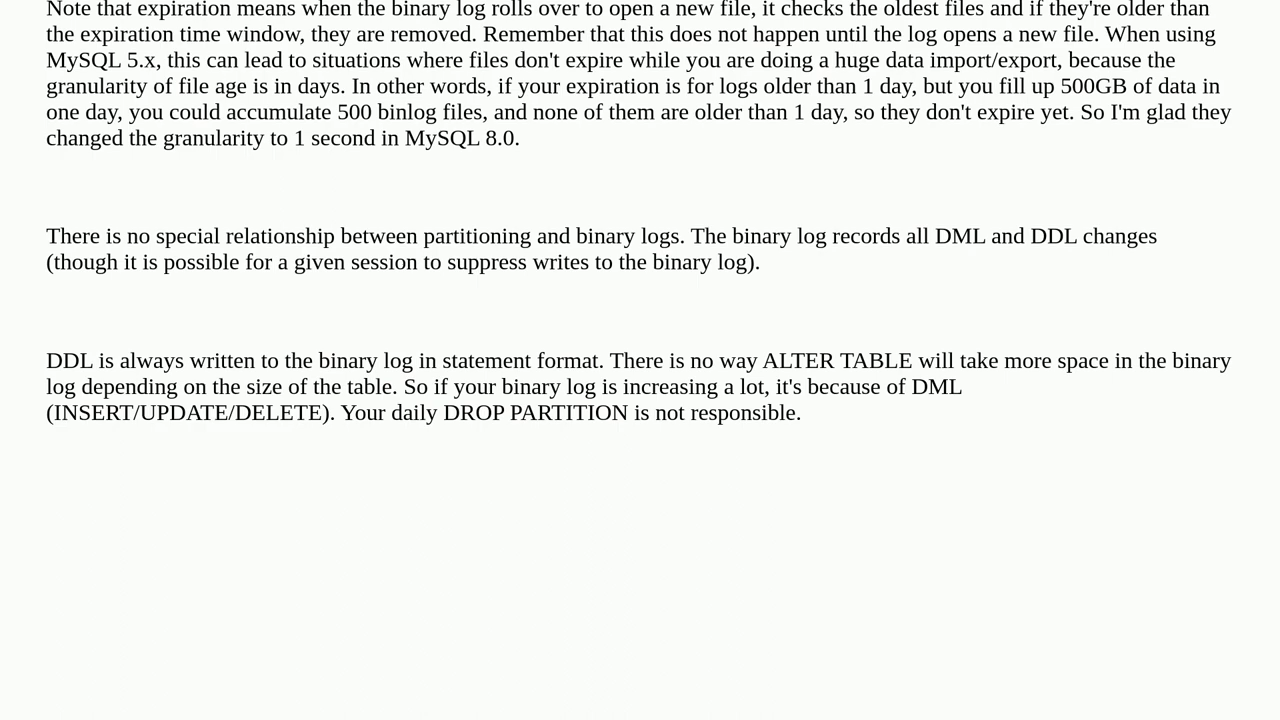 Note that expiration means when the binary log rolls over to open a new file, it checks the oldest files and if they're older than
the expiration time window, they are removed. Remember that this does not happen until the log opens a new file. When using
MySQL 5.x, this can lead to situations where files don't expire while you are doing a huge data import/export, because the
granularity of file age is in days. In other words, if your expiration is for logs older than 1 day, but you fill up 500GB of data in
one day, you could accumulate 500 binlog files, and none of them are older than 1 day, so they don't expire yet. So I'm glad they
changed the granularity to 1 second in MySQL 8.0.
There is no special relationship between partitioning and binary logs. The binary log records all DML and DDL changes
(though it is possible for a given session to suppress writes to the binary log).
DDL is always written to the binary log in statement format. There is no way ALTER TABLE will take more space in the binary
log depending on the size of the table. So if your binary log is increasing a lot, it's because of DML
(INSERT/UPDATE/DELETE). Your daily DROP PARTITION is not responsible.